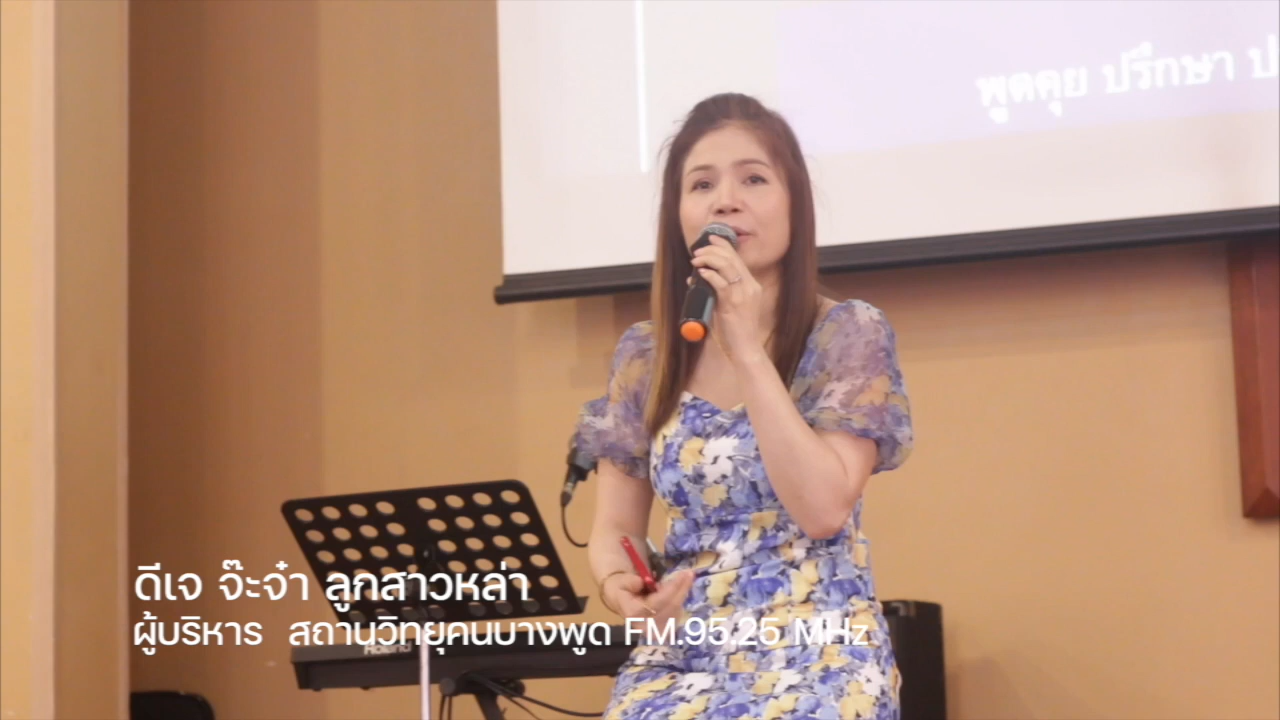 พูดคุย ปรึกษา ป
ดีเจ จ๊ะจ๋า ลูกสาวหล่า
ผู้บริหาร สถานีวิทยุคนบางพูด FM.95.25 MHz
Roland